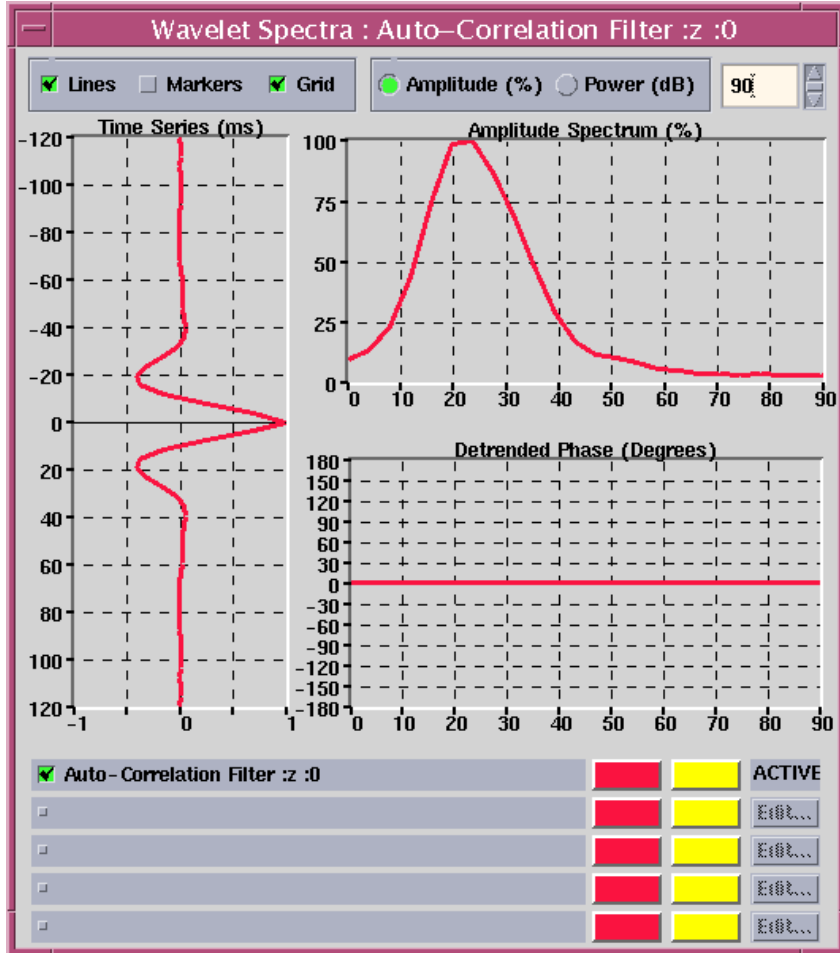 Wavelet Spectra : Auto-Correlation Filter :z :0
Lines Markers Grid Amplitude (%) Power (dB) 90
Time Series (ms)
-120
-100
-80
-60
-40
-20
0
20
40
60
80
100
120
-1 0 1
Amplitude Spectrum (%)
100
75
50
25
0
0 10 20 30 40 50 60 70 80 90
Detrended Phase (Degrees)
180
150
120
90
60
30
0
-30
-60
-90
-120
-150
-180
0 10 20 30 40 50 60 70 80 90
Auto-Correlation Filter :z :0 ACTIVE
Edit...
Edit...
Edit...
Edit...